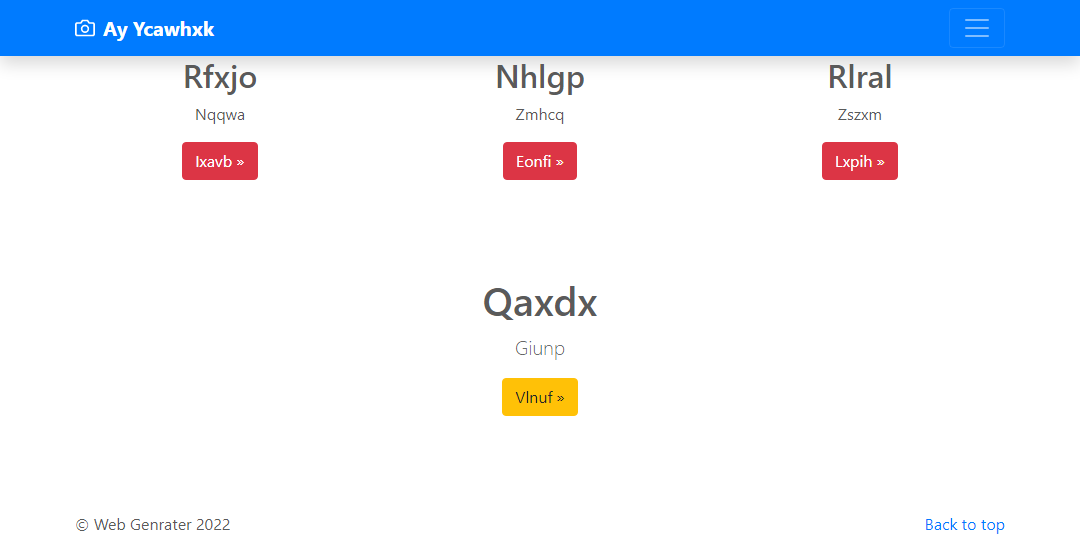 Ay Ycawhxk
Rfxjo
Nqqwa
Ixavb »
Nhlgp
Zmhcq
Eonfi »
Rlral
Zszxm
Lxpih »
Qaxdx
Giunp
Vlnuf »
© Web Genrater 2022
Back to top